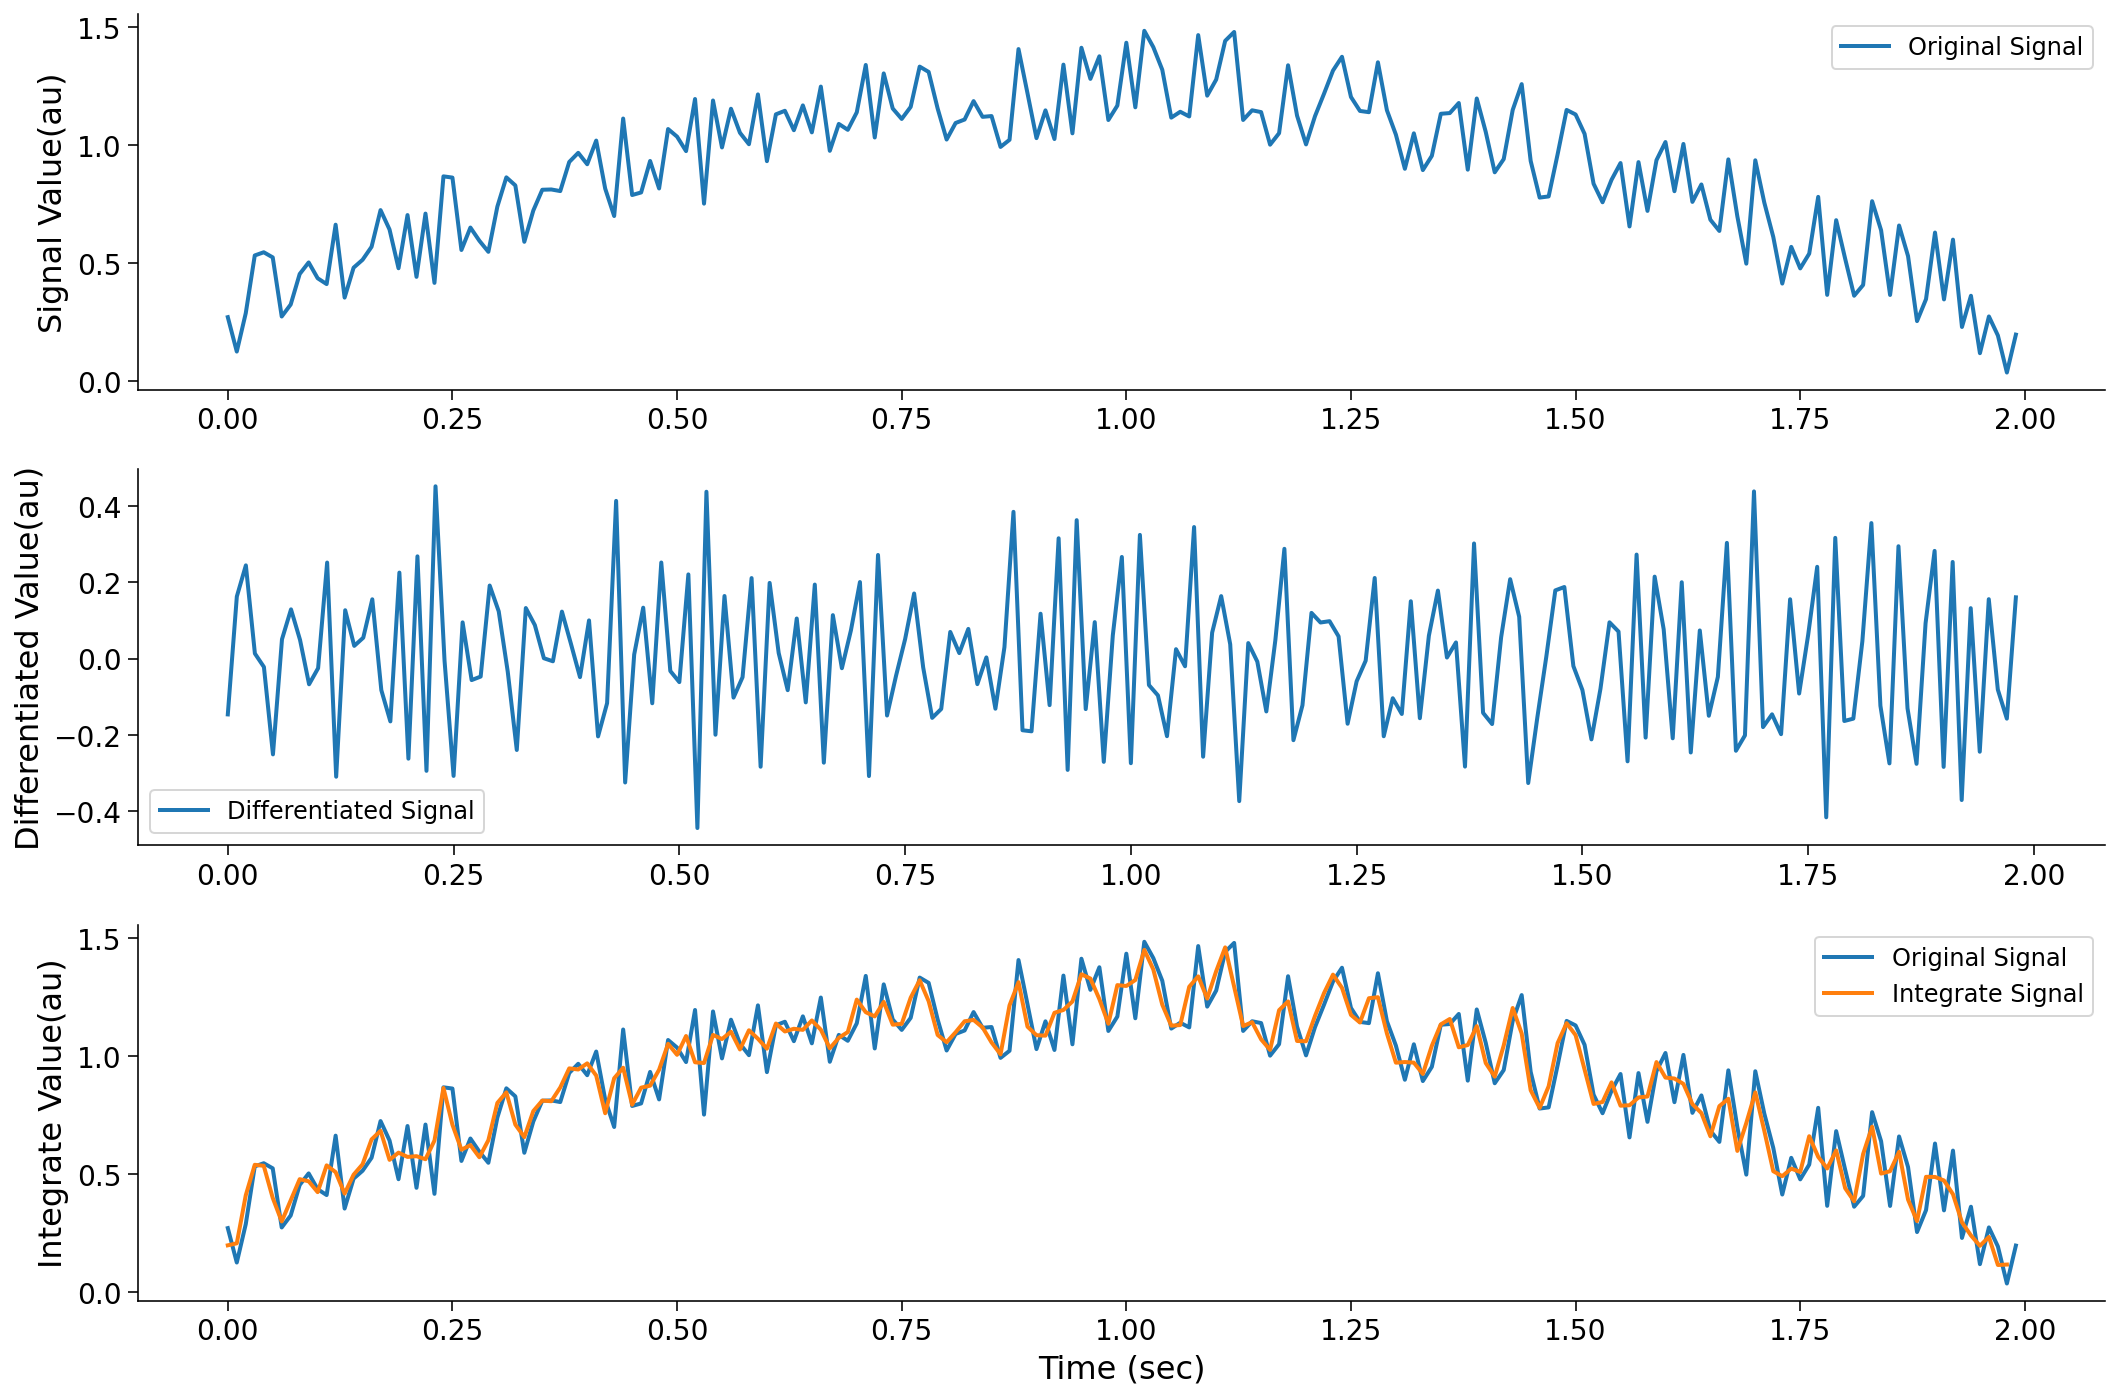 Signal Value(au)
1.5
1.0
0.5
0.0
Original Signal
0.00 0.25 0.50 0.75 1.00 1.25 1.50 1.75 2.00
Differentiated Value(au)
0.4
0.2
0.0
−0.2
−0.4
Differentiated Signal
0.00 0.25 0.50 0.75 1.00 1.25 1.50 1.75 2.00
Integrate Value(au)
1.5
1.0
0.5
0.0
Original Signal
Integrate Signal
0.00 0.25 0.50 0.75 1.00 1.25 1.50 1.75 2.00
Time (sec)